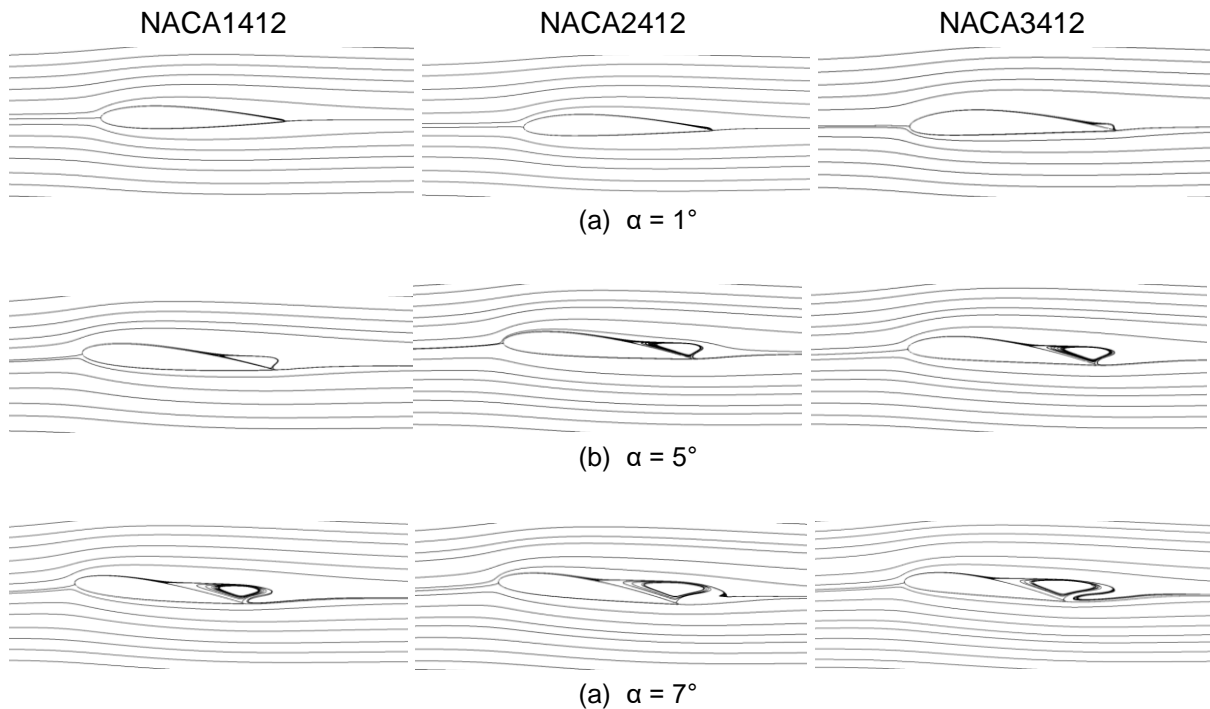 NACA1412 NACA2412 NACA3412
(a) α = 1°
(b) α = 5°
(a) α = 7°